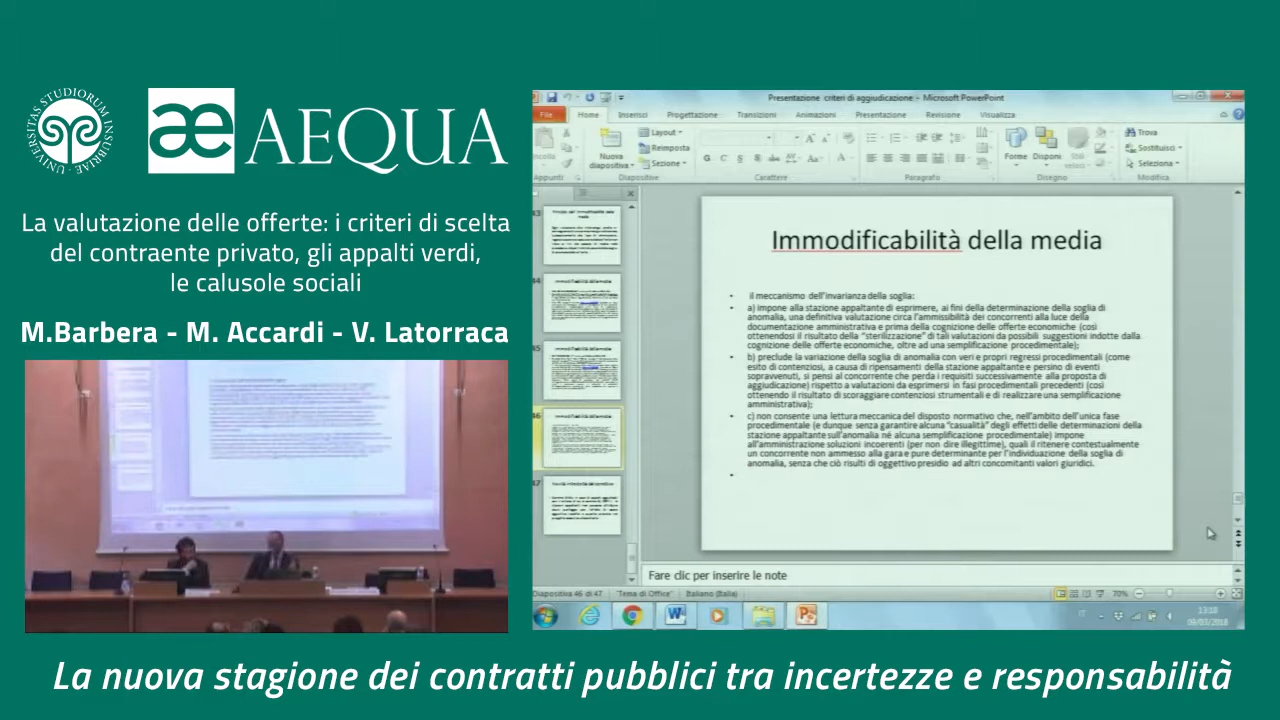 UNIVERSITAS STUDIORUM INSUBRIAE
æ AEQUA
La valutazione delle offerte: i criteri di scelta
del contraente privato, gli appalti verdi,
le calusole sociali
M.Barbera - M. Accardi - V. Latorraca
Presentazione criteri di aggiudicazione - Microsoft PowerPoint
File Home Inserisci Progettazione Transizioni Animazioni Presentazione Revisione Visualizza
Layout
Reimposta
Sezione
Nuova
diapositiva
Forme Disponi
Trova
Sostituisci
Seleziona
Appunti Diapositive Carattere Paragrafo Disegno Modifica
Immodificabilità della media
• il meccanismo dell'invarianza della soglia:
• a) impone alla stazione appaltante di esprimere, ai fini della determinazione della soglia di
anomalia, una definitiva valutazione circa l'ammissibilità dei concorrenti alla luce della
documentazione amministrativa e prima della cognizione delle offerte economiche (così
ottenendosi il risultato della "sterilizzazione" di tali valutazioni da possibili suggestioni indotte dalla
cognizione delle offerte economiche, oltre ad una semplificazione procedimentale);
• b) preclude la variazione della soglia di anomalia con veri e propri regressi procedimentali (come
esito di contenziosi, a causa di ripensamenti della stazione appaltante e persino di eventi
sopravvenuti, si pensi al concorrente che perda i requisiti successivamente alla proposta di
aggiudicazione) rispetto a valutazioni da esprimersi in fasi procedimentali precedenti (così
ottenendo il risultato di scoraggiare contenziosi strumentali e di realizzare una semplificazione
amministrativa);
• c) non consente una lettura meccanica del disposto normativo che, nell'ambito dell'unica fase
procedimentale (e dunque senza garantire alcuna "casualità" degli effetti delle determinazioni della
stazione appaltante sull'anomalia né alcuna semplificazione procedimentale) impone
all'amministrazione soluzioni incoerenti (per non dire illegittime), quali il ritenere contestualmente
un concorrente non ammesso alla gara e pure determinante per l'individuazione della soglia di
anomalia, senza che ciò risulti di oggettivo presidio ad altri concomitanti valori giuridici.
•
Fare clic per inserire le note
Diapositiva 46 di 47 "Tema di Office" Italiano (Italia) 70%
IT 13:10
09/03/2018
La nuova stagione dei contratti pubblici tra incertezze e responsabilità